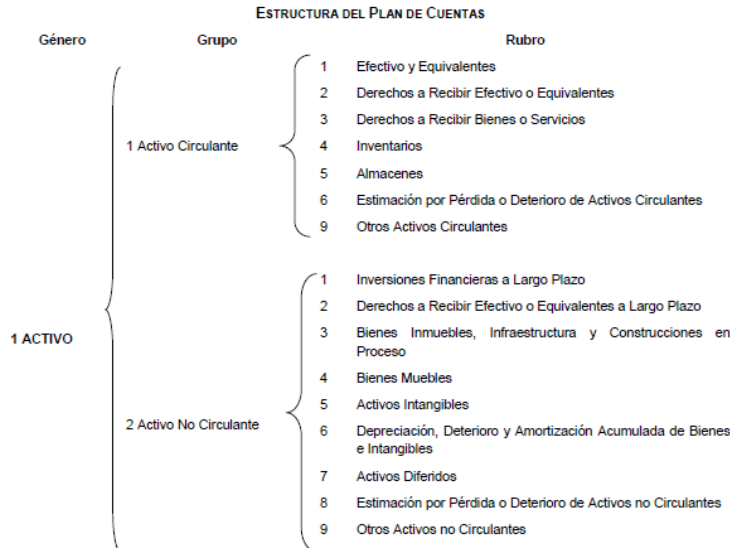 ESTRUCTURA DEL PLAN DE CUENTAS
Género Grupo Rubro
1 Efectivo y Equivalentes
2 Derechos a Recibir Efectivo o Equivalentes
3 Derechos a Recibir Bienes o Servicios
1 Activo Circulante
4 Inventarios
5 Almacenes
6 Estimación por Pérdida o Deterioro de Activos Circulantes
9 Otros Activos Circulantes
1 Inversiones Financieras a Largo Plazo
2 Derechos a Recibir Efectivo o Equivalentes a Largo Plazo
1 ACTIVO
3 Bienes Inmuebles, Infraestructura y Construcciones en
Proceso
4 Bienes Muebles
5 Activos Intangibles
2 Activo No Circulante
6 Depreciación, Deterioro y Amortización Acumulada de Bienes
e Intangibles
7 Activos Diferidos
8 Estimación por Pérdida o Deterioro de Activos no Circulantes
9 Otros Activos no Circulantes